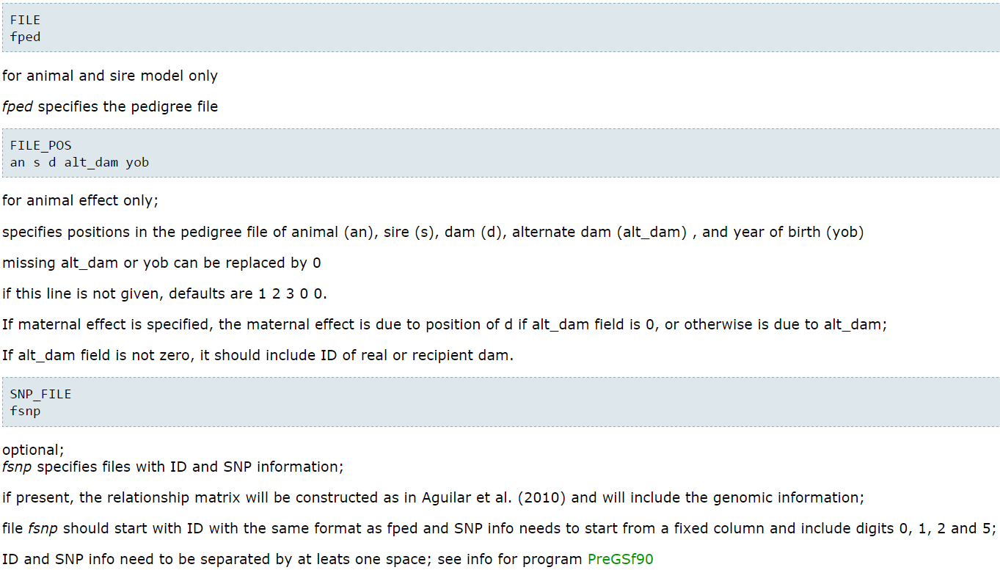 FILE
fped
for animal and sire model only
fped specifies the pedigree file
FILE_POS
an s d alt_dam yob
for animal effect only;
specifies positions in the pedigree file of animal (an), sire (s), dam (d), alternate dam (alt_dam) , and year of birth (yob)
missing alt_dam or yob can be replaced by 0
if this line is not given, defaults are 1 2 3 0 0.
If maternal effect is specified, the maternal effect is due to position of d if alt_dam field is 0, or otherwise is due to alt_dam;
If alt_dam field is not zero, it should include ID of real or recipient dam.
SNP_FILE
fsnp
optional;
fsnp specifies files with ID and SNP information;
if present, the relationship matrix will be constructed as in Aguilar et al. (2010) and will include the genomic information;
file fsnp should start with ID with the same format as fped and SNP info needs to start from a fixed column and include digits 0, 1, 2 and 5;
ID and SNP info need to be separated by at leats one space; see info for program PreGSf90